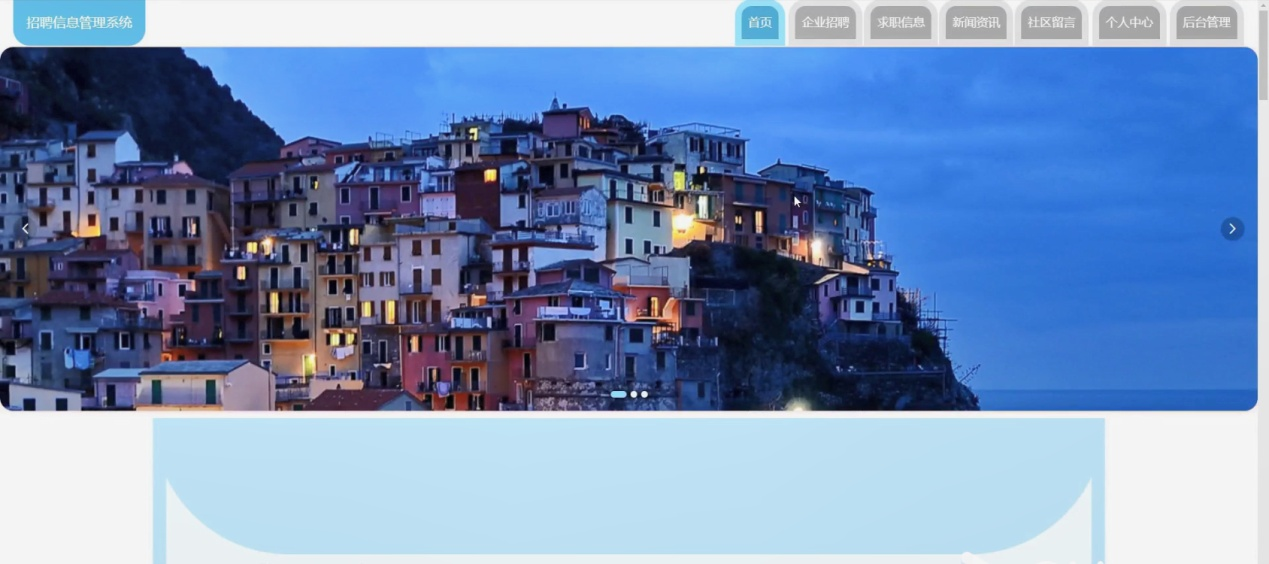 招聘信息管理系统
首页
企业招聘
求职信息
新闻资讯
社区留言
个人中心
后台管理